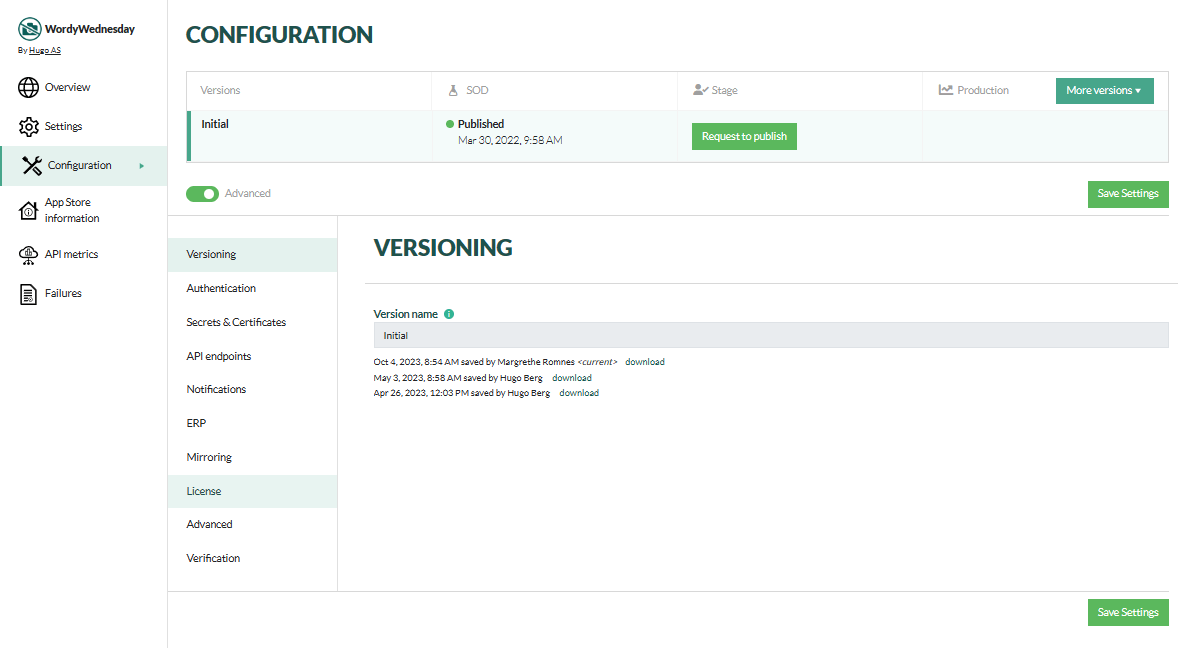 WordyWednesday
By Hugo AS
Overview
Settings
Configuration
App Store
information
API metrics
Failures
CONFIGURATION
Versions SOD Stage Production More versions ▾
Initial Published Request to publish
Mar 30, 2022, 9:58 AM
Advanced Save Settings
Versioning
Authentication
Secrets & Certificates
API endpoints
Notifications
ERP
Mirroring
License
Advanced
Verification
VERSIONING
Version name i
Initial
Oct 4, 2023, 8:54 AM saved by Margrethe Romnes <current> download
May 3, 2023, 8:58 AM saved by Hugo Berg download
Apr 26, 2023, 12:03 PM saved by Hugo Berg download
Save Settings